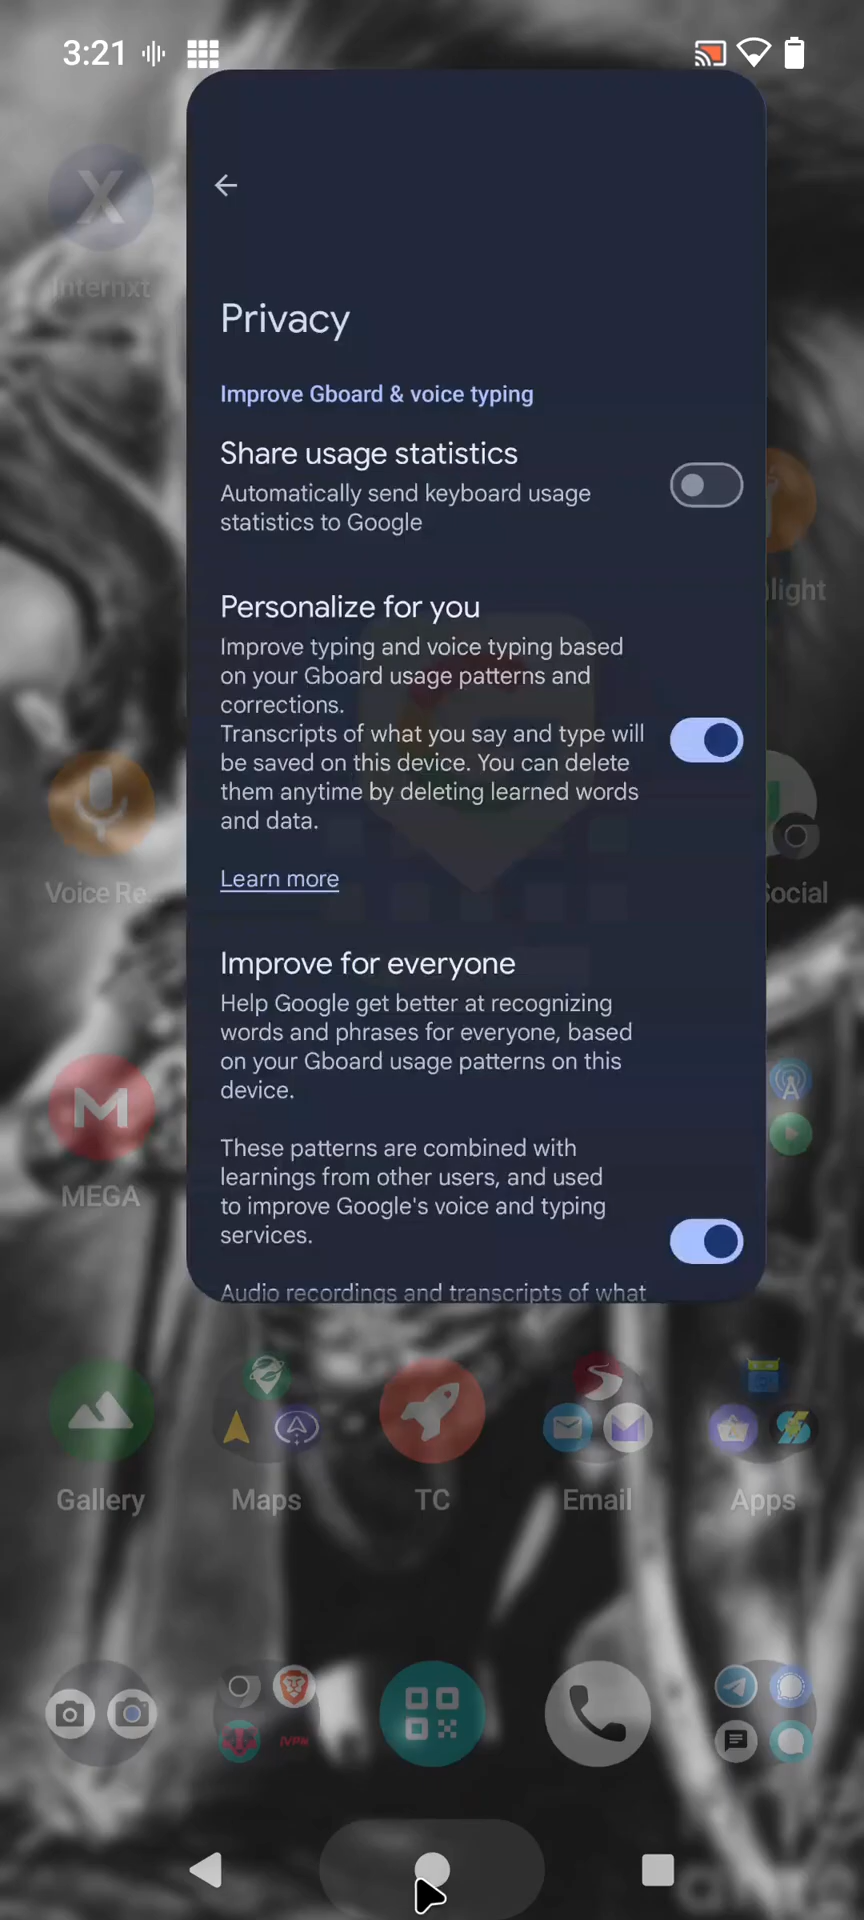 3:21
Internxt
Privacy
Improve Gboard & voice typing
Share usage statistics
Automatically send keyboard usage
statistics to Google
light
Personalize for you
Improve typing and voice typing based
on your Gboard usage patterns and
corrections.
Transcripts of what you say and type will
be saved on this device. You can delete
them anytime by deleting learned words
and data.
Voice Re...
Social
Learn more
Improve for everyone
Help Google get better at recognizing
words and phrases for everyone, based
on your Gboard usage patterns on this
device.
These patterns are combined with
learnings from other users, and used
to improve Google's voice and typing
services.
MEGA
Audio recordings and transcripts of what
Gallery
Maps
TC
Email
Apps
IVPN